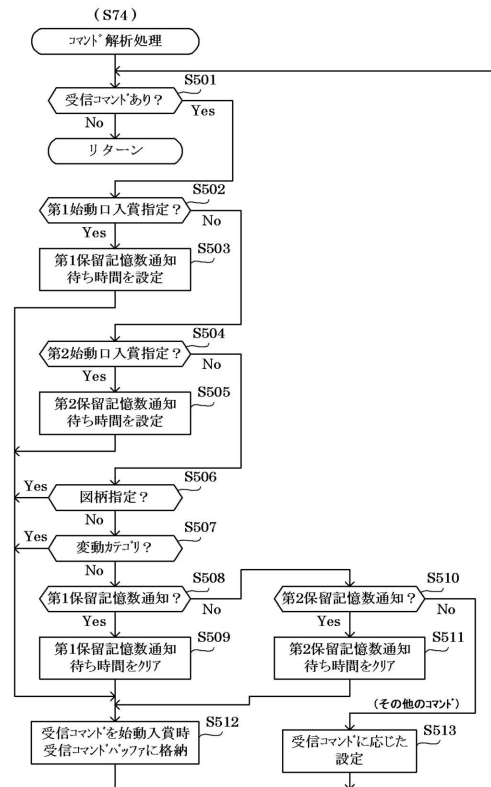 (S74)
コマンド解析処理
S501
受信コマンドあり?
Yes
No
リターン
S502
第1始動口入賞指定?
No
Yes
S503
第1保留記憶数通知
待ち時間を設定
S504
第2始動口入賞指定?
No
Yes
S505
第2保留記憶数通知
待ち時間を設定
S506
Yes
図柄指定?
No
S507
Yes
変動カテゴリ?
No
S508
第1保留記憶数通知?
No
Yes
S509
第1保留記憶数通知
待ち時間をクリア
S510
第2保留記憶数通知?
No
Yes
S511
第2保留記憶数通知
待ち時間をクリア
(その他のコマンド)
S512
受信コマンドを始動入賞時
受信コマンドバッファに格納
S513
受信コマンドに応じた
設定